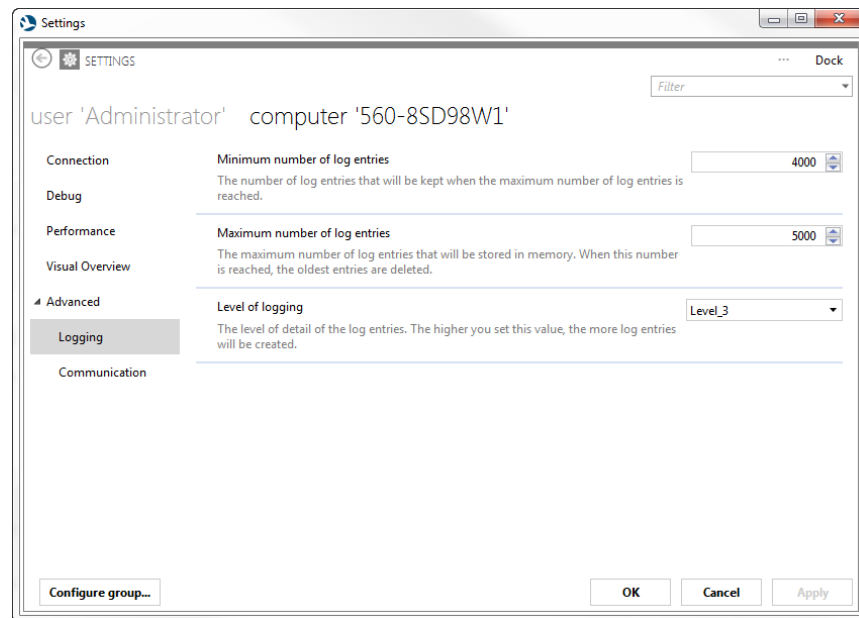 Settings
SETTINGS
... Dock
Filter
user 'Administrator' computer '560-8SD98W1'
Connection
Debug
Performance
Visual Overview
Advanced
Logging
Communication
Minimum number of log entries
4000
The number of log entries that will be kept when the maximum number of log entries is
reached.
Maximum number of log entries
5000
The maximum number of log entries that will be stored in memory. When this number
is reached, the oldest entries are deleted.
Level of logging
Level_3
The level of detail of the log entries. The higher you set this value, the more log entries
will be created.
Configure group...
OK
Cancel
Apply